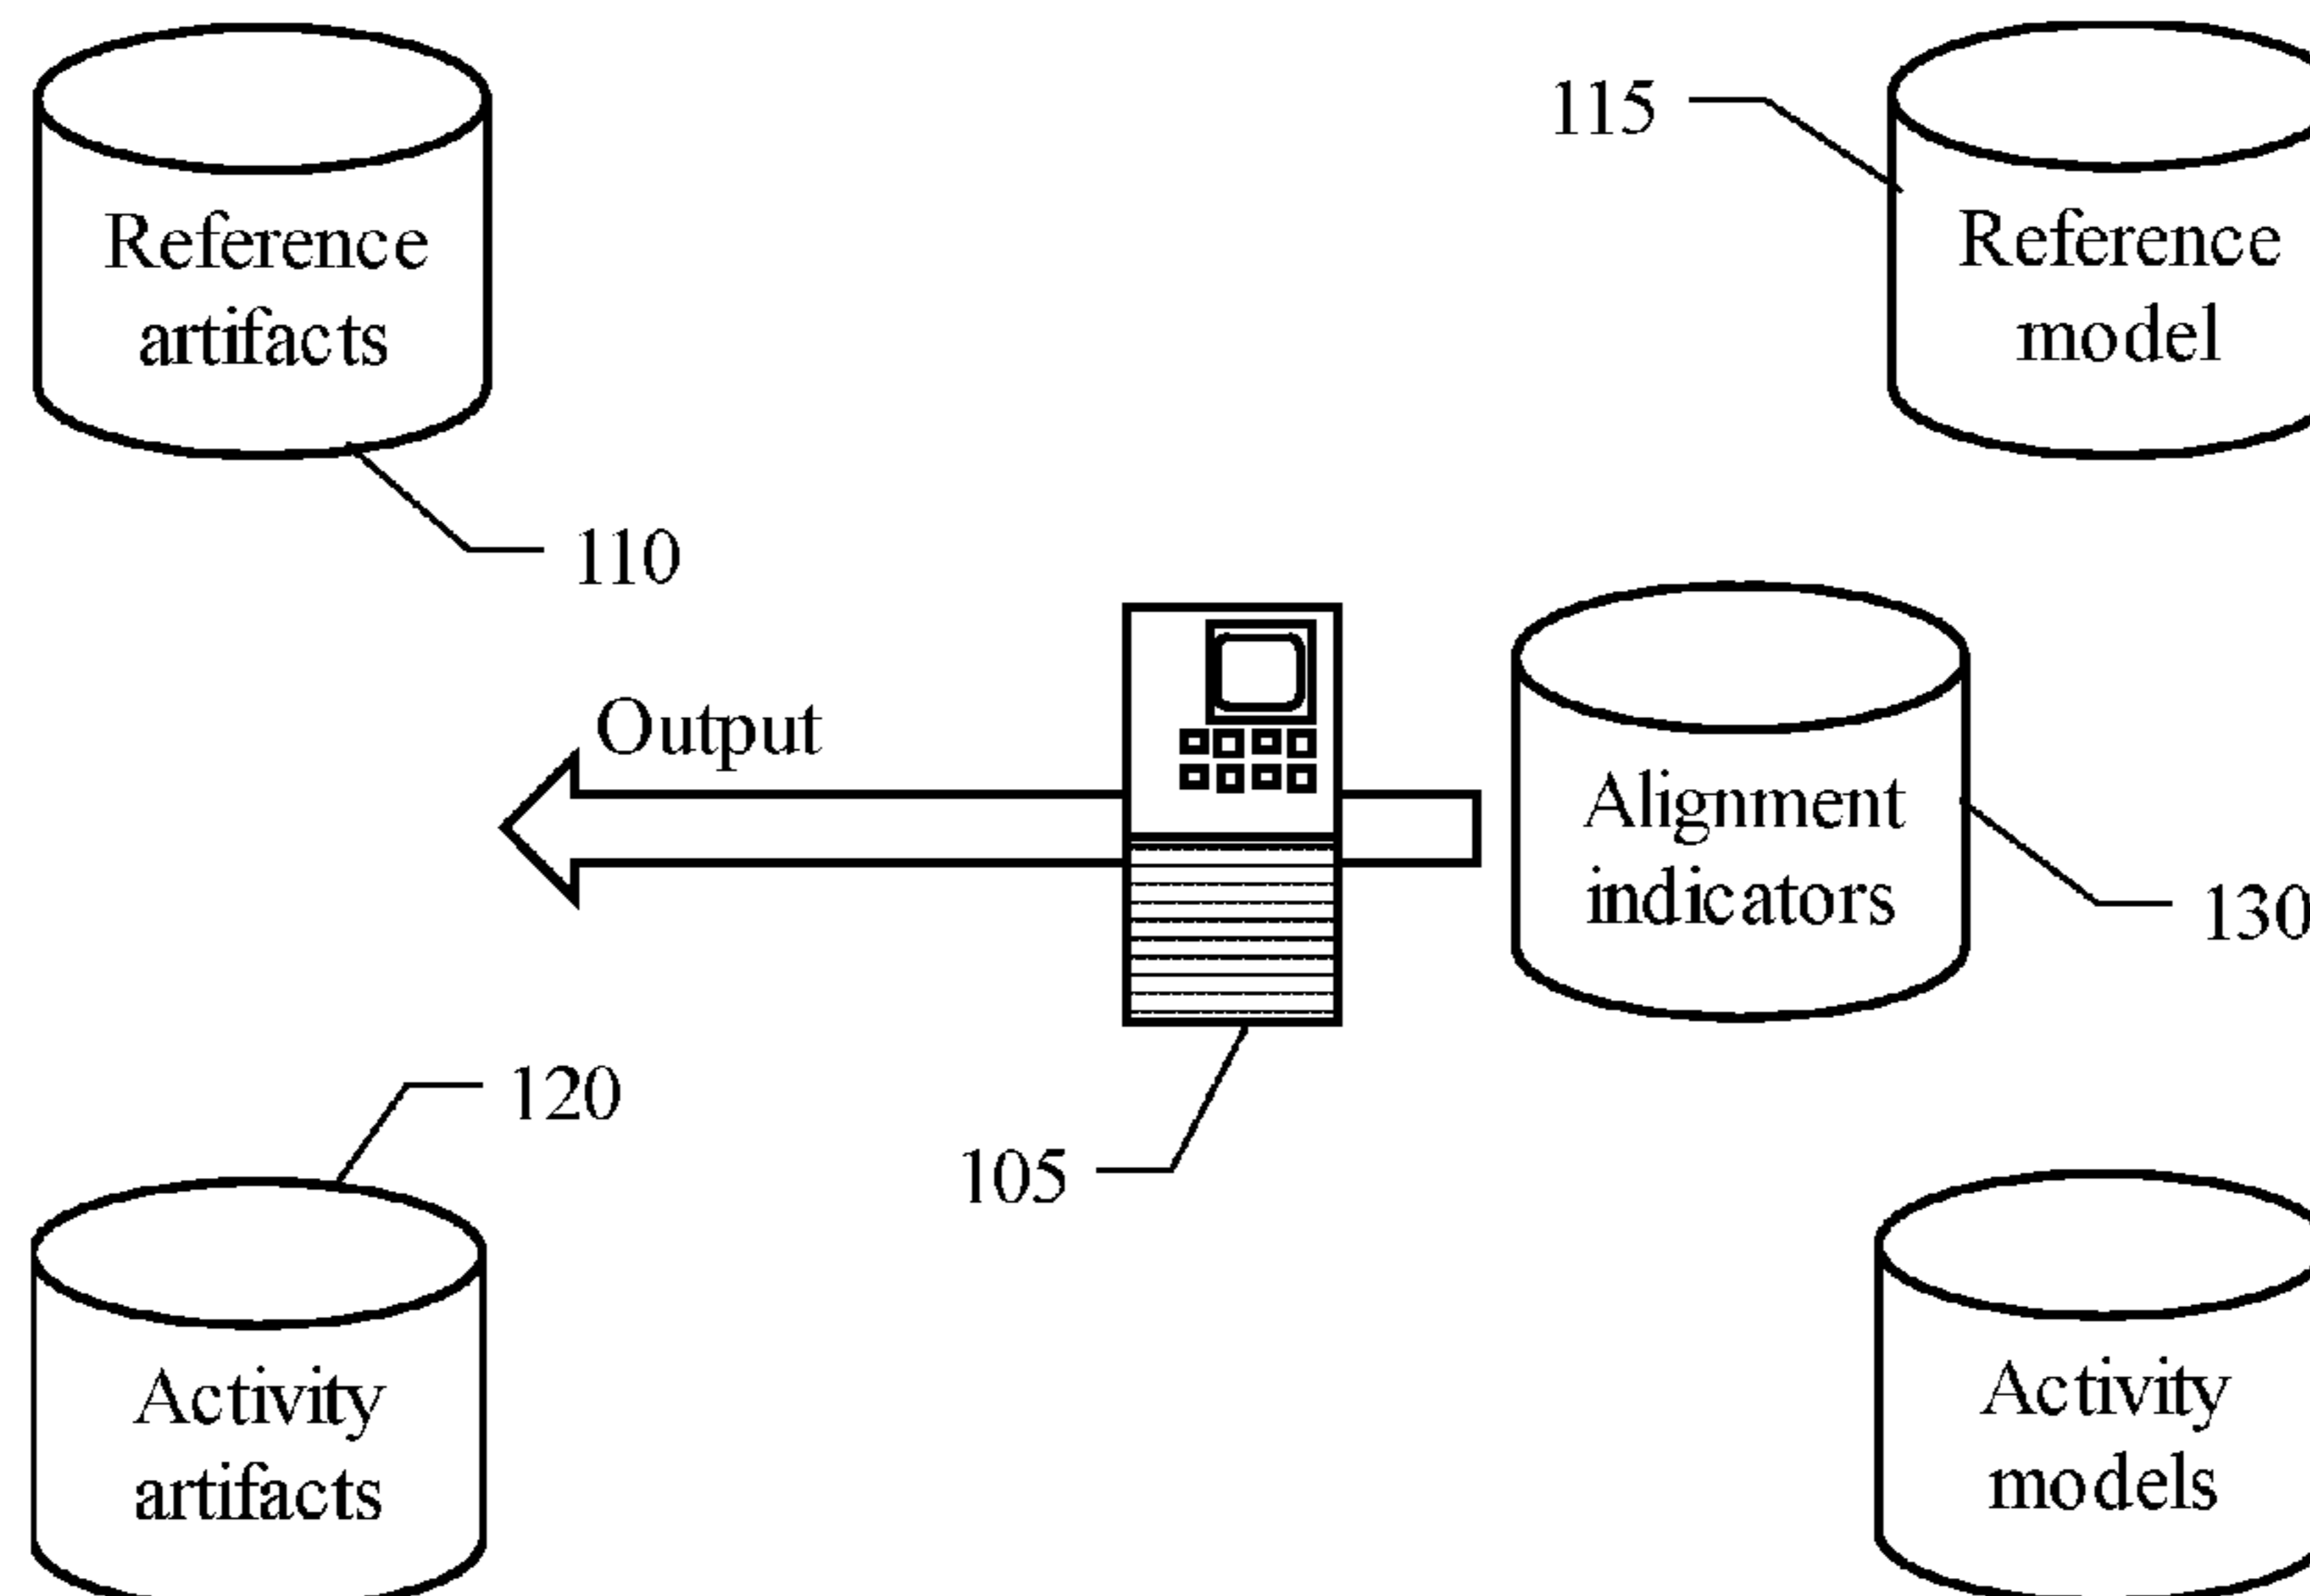 Reference
artifacts
110
115
Reference
model
Output
Alignment
indicators
130
105
120
Activity
artifacts
Activity
models